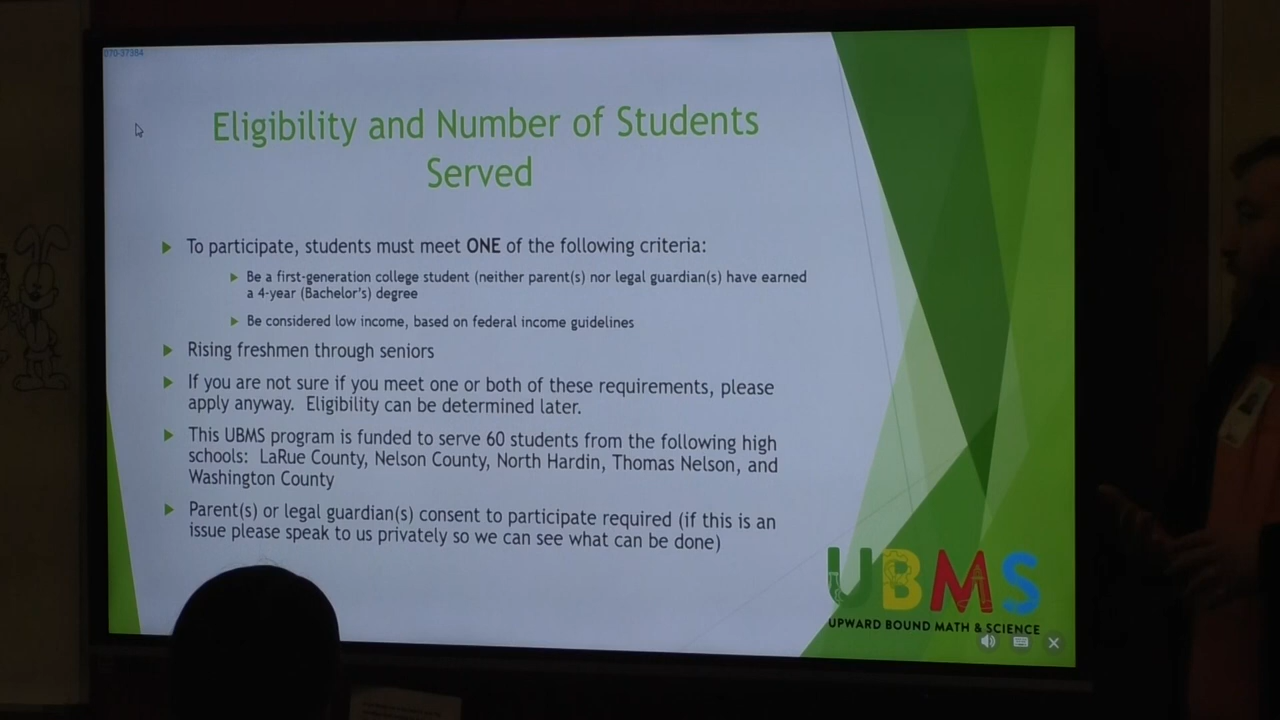 070-37384
Eligibility and Number of Students
Served
To participate, students must meet ONE of the following criteria:
Be a first-generation college student (neither parent(s) nor legal guardian(s) have earned
a 4-year (Bachelor's) degree
Be considered low income, based on federal income guidelines
Rising freshmen through seniors
If you are not sure if you meet one or both of these requirements, please
apply anyway. Eligibility can be determined later.
This UBMS program is funded to serve 60 students from the following high
schools: LaRue County, Nelson County, North Hardin, Thomas Nelson, and
Washington County
Parent(s) or legal guardian(s) consent to participate required (if this is an
issue please speak to us privately so we can see what can be done)
UBMS
UPWARD BOUND MATH & SCIENCE